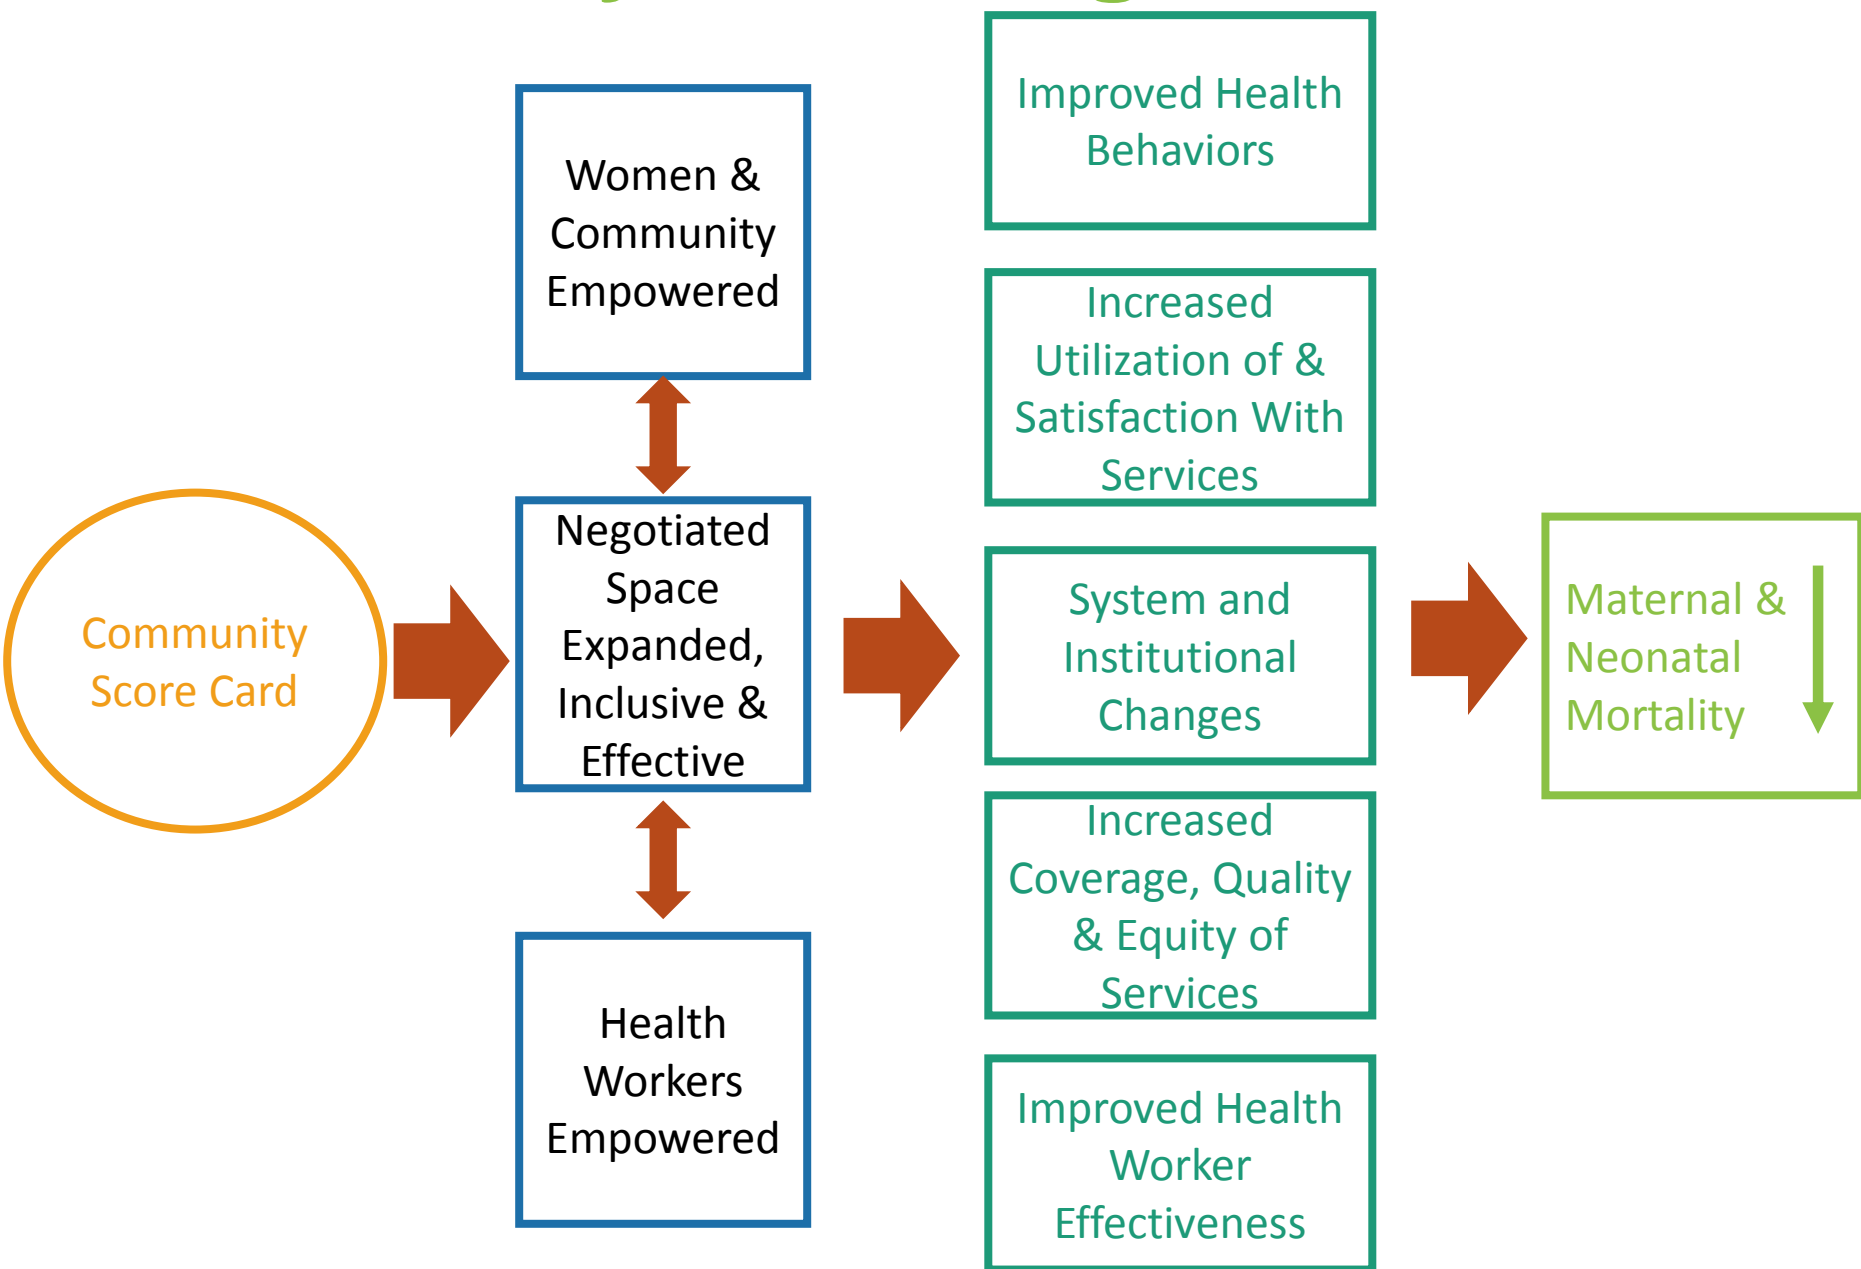 Community
Score Card
Women &
Community
Empowered
Negotiated
Space
Expanded,
Inclusive &
Effective
Health
Workers
Empowered
Improved Health
Behaviors
Increased
Utilization of &
Satisfaction With
Services
System and
Institutional
Changes
Increased
Coverage, Quality
& Equity of
Services
Improved Health
Worker
Effectiveness
Maternal &
Neonatal
Mortality